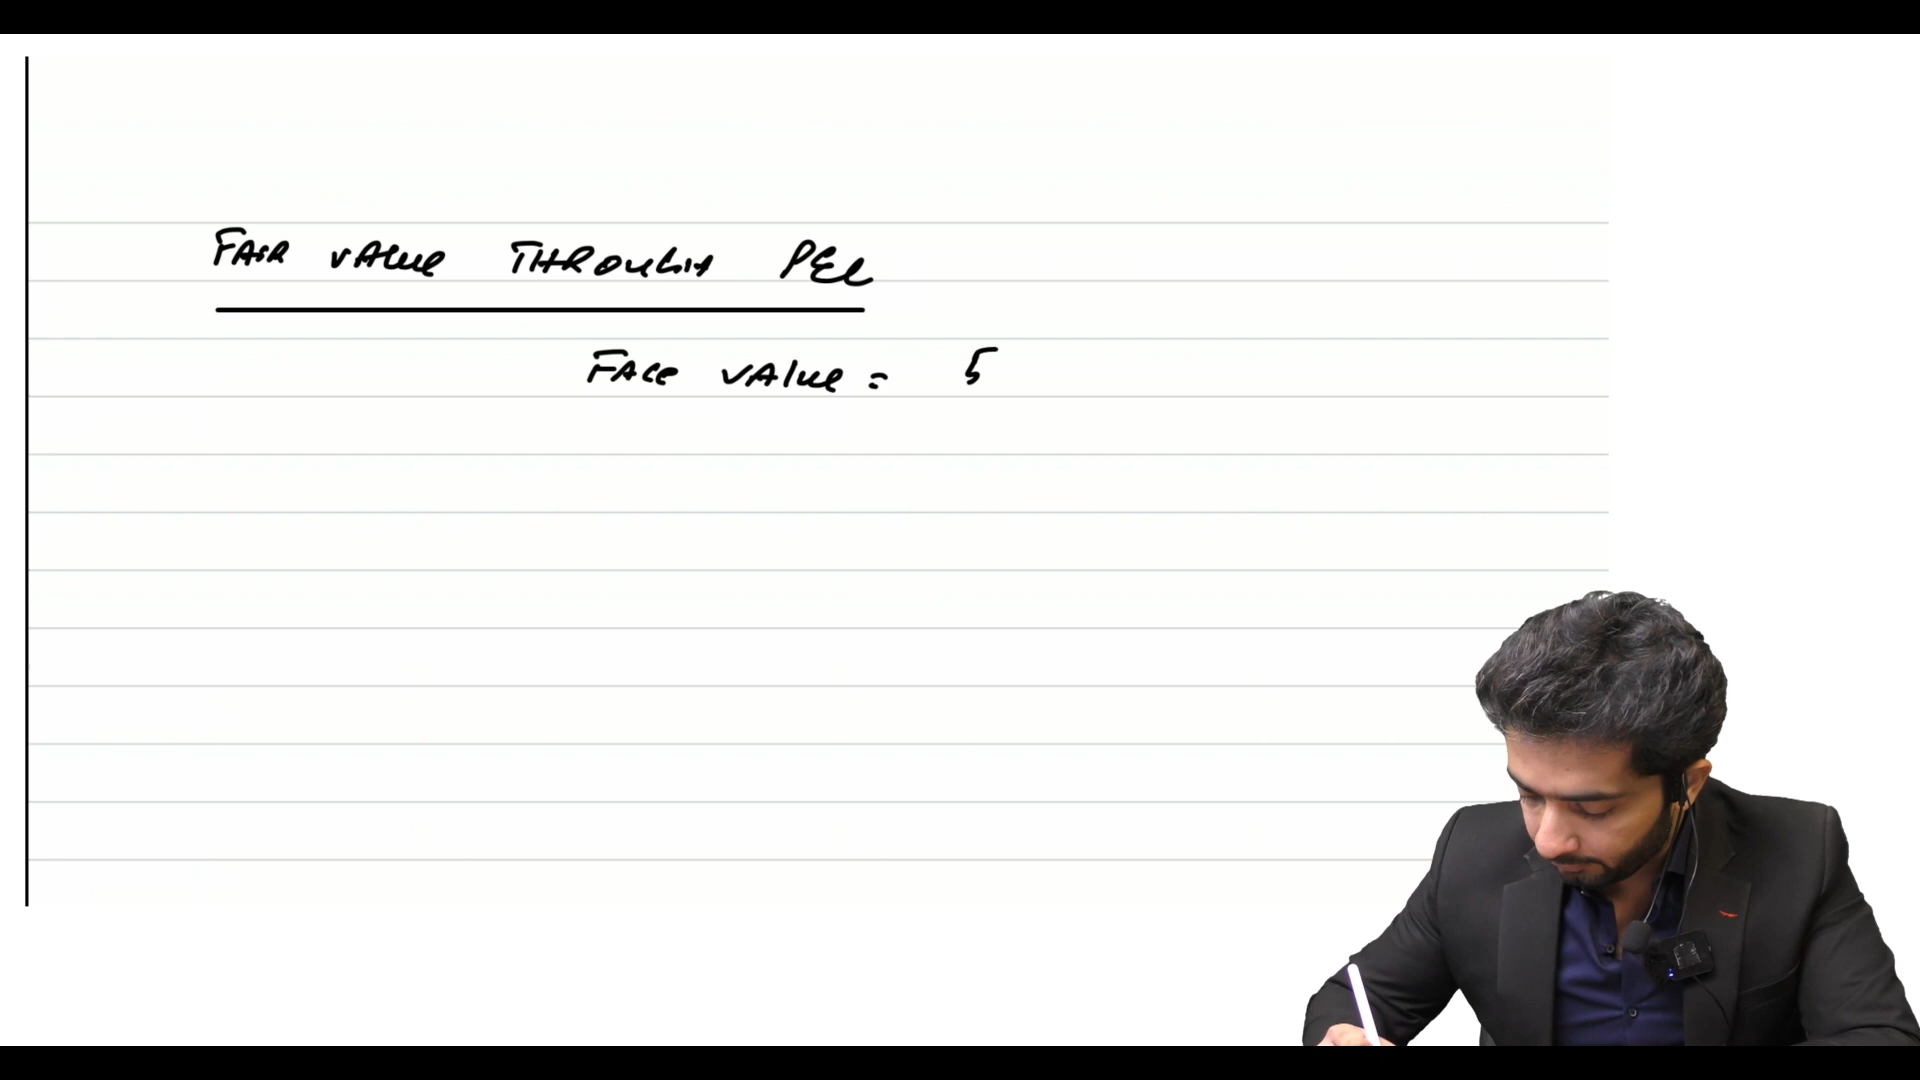 FAIR VALUE THROUGH P&L
FACE VALUE = 5